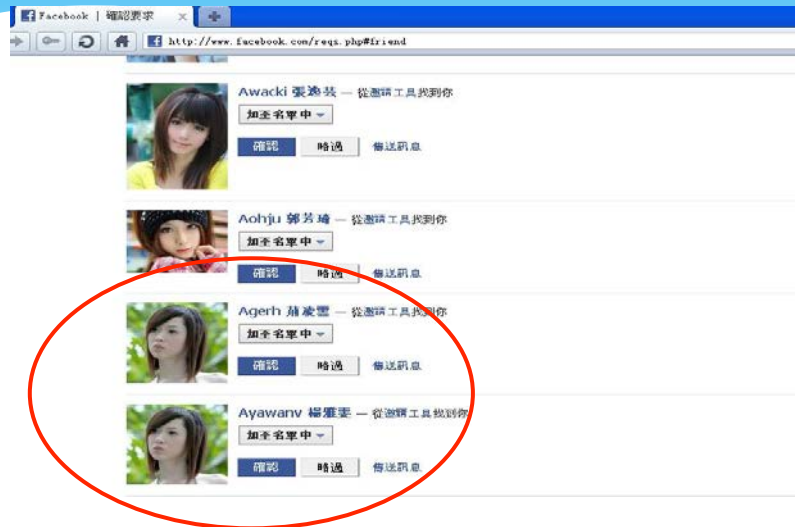 Facebook | 確認要求
http://www.facebook.com/reqs.php#friend
Awacki 張逸芸 — 從邀請工具找到你
加至名單中
確認 略過 傳送訊息
Aohju 郭芳琦 — 從邀請工具找到你
加至名單中
確認 略過 傳送訊息
Agerh 凌雲 — 從邀請工具找到你
加至名單中
確認 略過 傳送訊息
Ayawanv 楊雅雯 — 從邀請工具找到你
加至名單中
確認 略過 傳送訊息